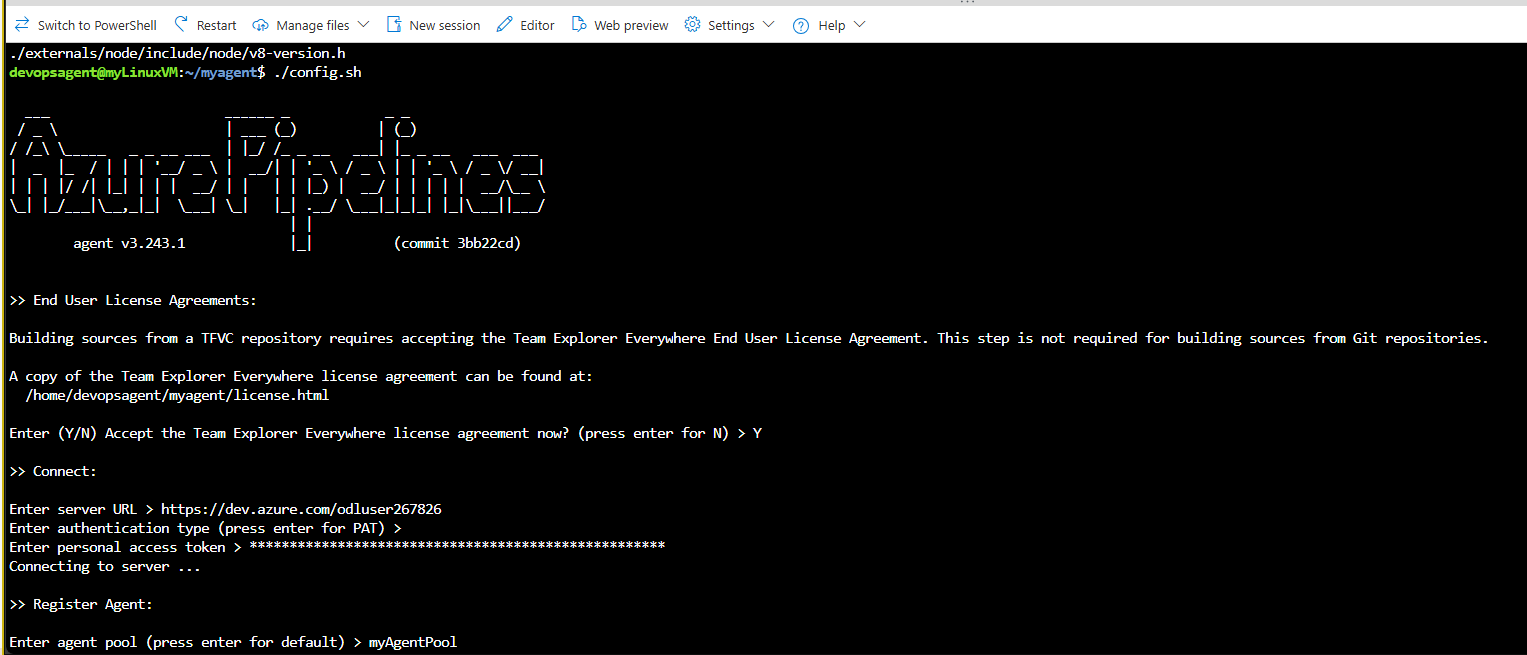 Switch to PowerShell Restart Manage files New session Editor Web preview Settings Help
./externals/node/include/node/v8-version.h
devopsagent@myLinuxVM:~/myagent$ ./config.sh
AzurePipelines
agent v3.243.1 (commit 3bb22cd)
>> End User License Agreements:
Building sources from a TFVC repository requires accepting the Team Explorer Everywhere End User License Agreement. This step is not required for building sources from Git repositories.
A copy of the Team Explorer Everywhere license agreement can be found at:
/home/devopsagent/myagent/license.html
Enter (Y/N) Accept the Team Explorer Everywhere license agreement now? (press enter for N) > Y
>> Connect:
Enter server URL > https://dev.azure.com/odluser267826
Enter authentication type (press enter for PAT) >
Enter personal access token > ****************************************************
Connecting to server ...
>> Register Agent:
Enter agent pool (press enter for default) > myAgentPool